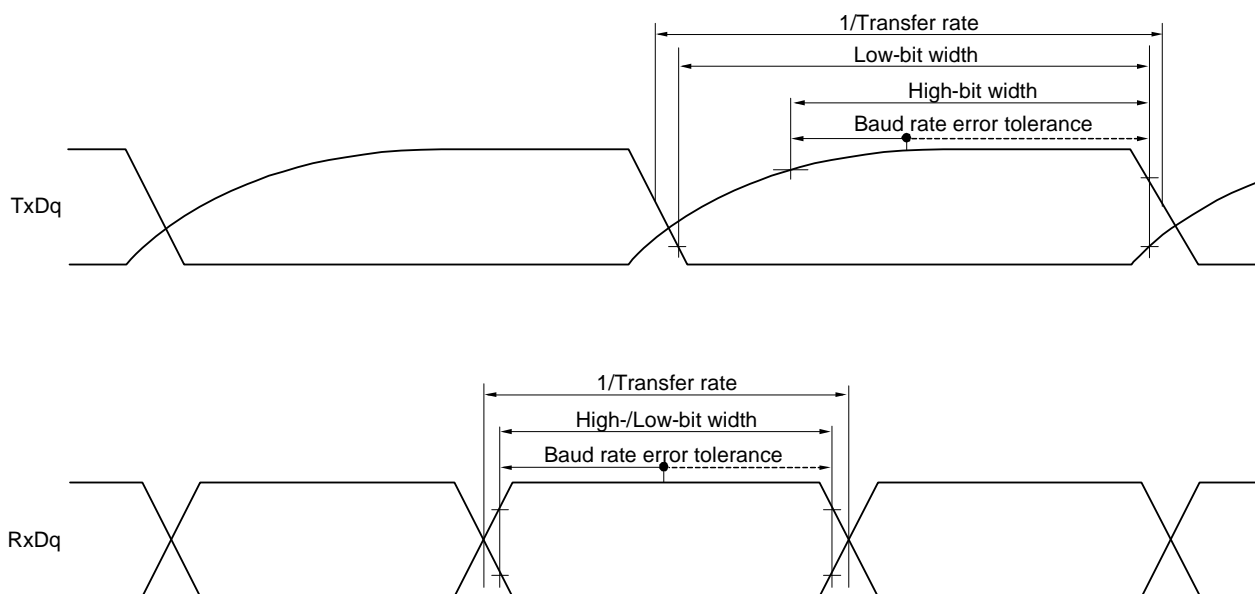 1/Transfer rate
Low-bit width
High-bit width
Baud rate error tolerance
TxDq
1/Transfer rate
High-/Low-bit width
Baud rate error tolerance
RxDq